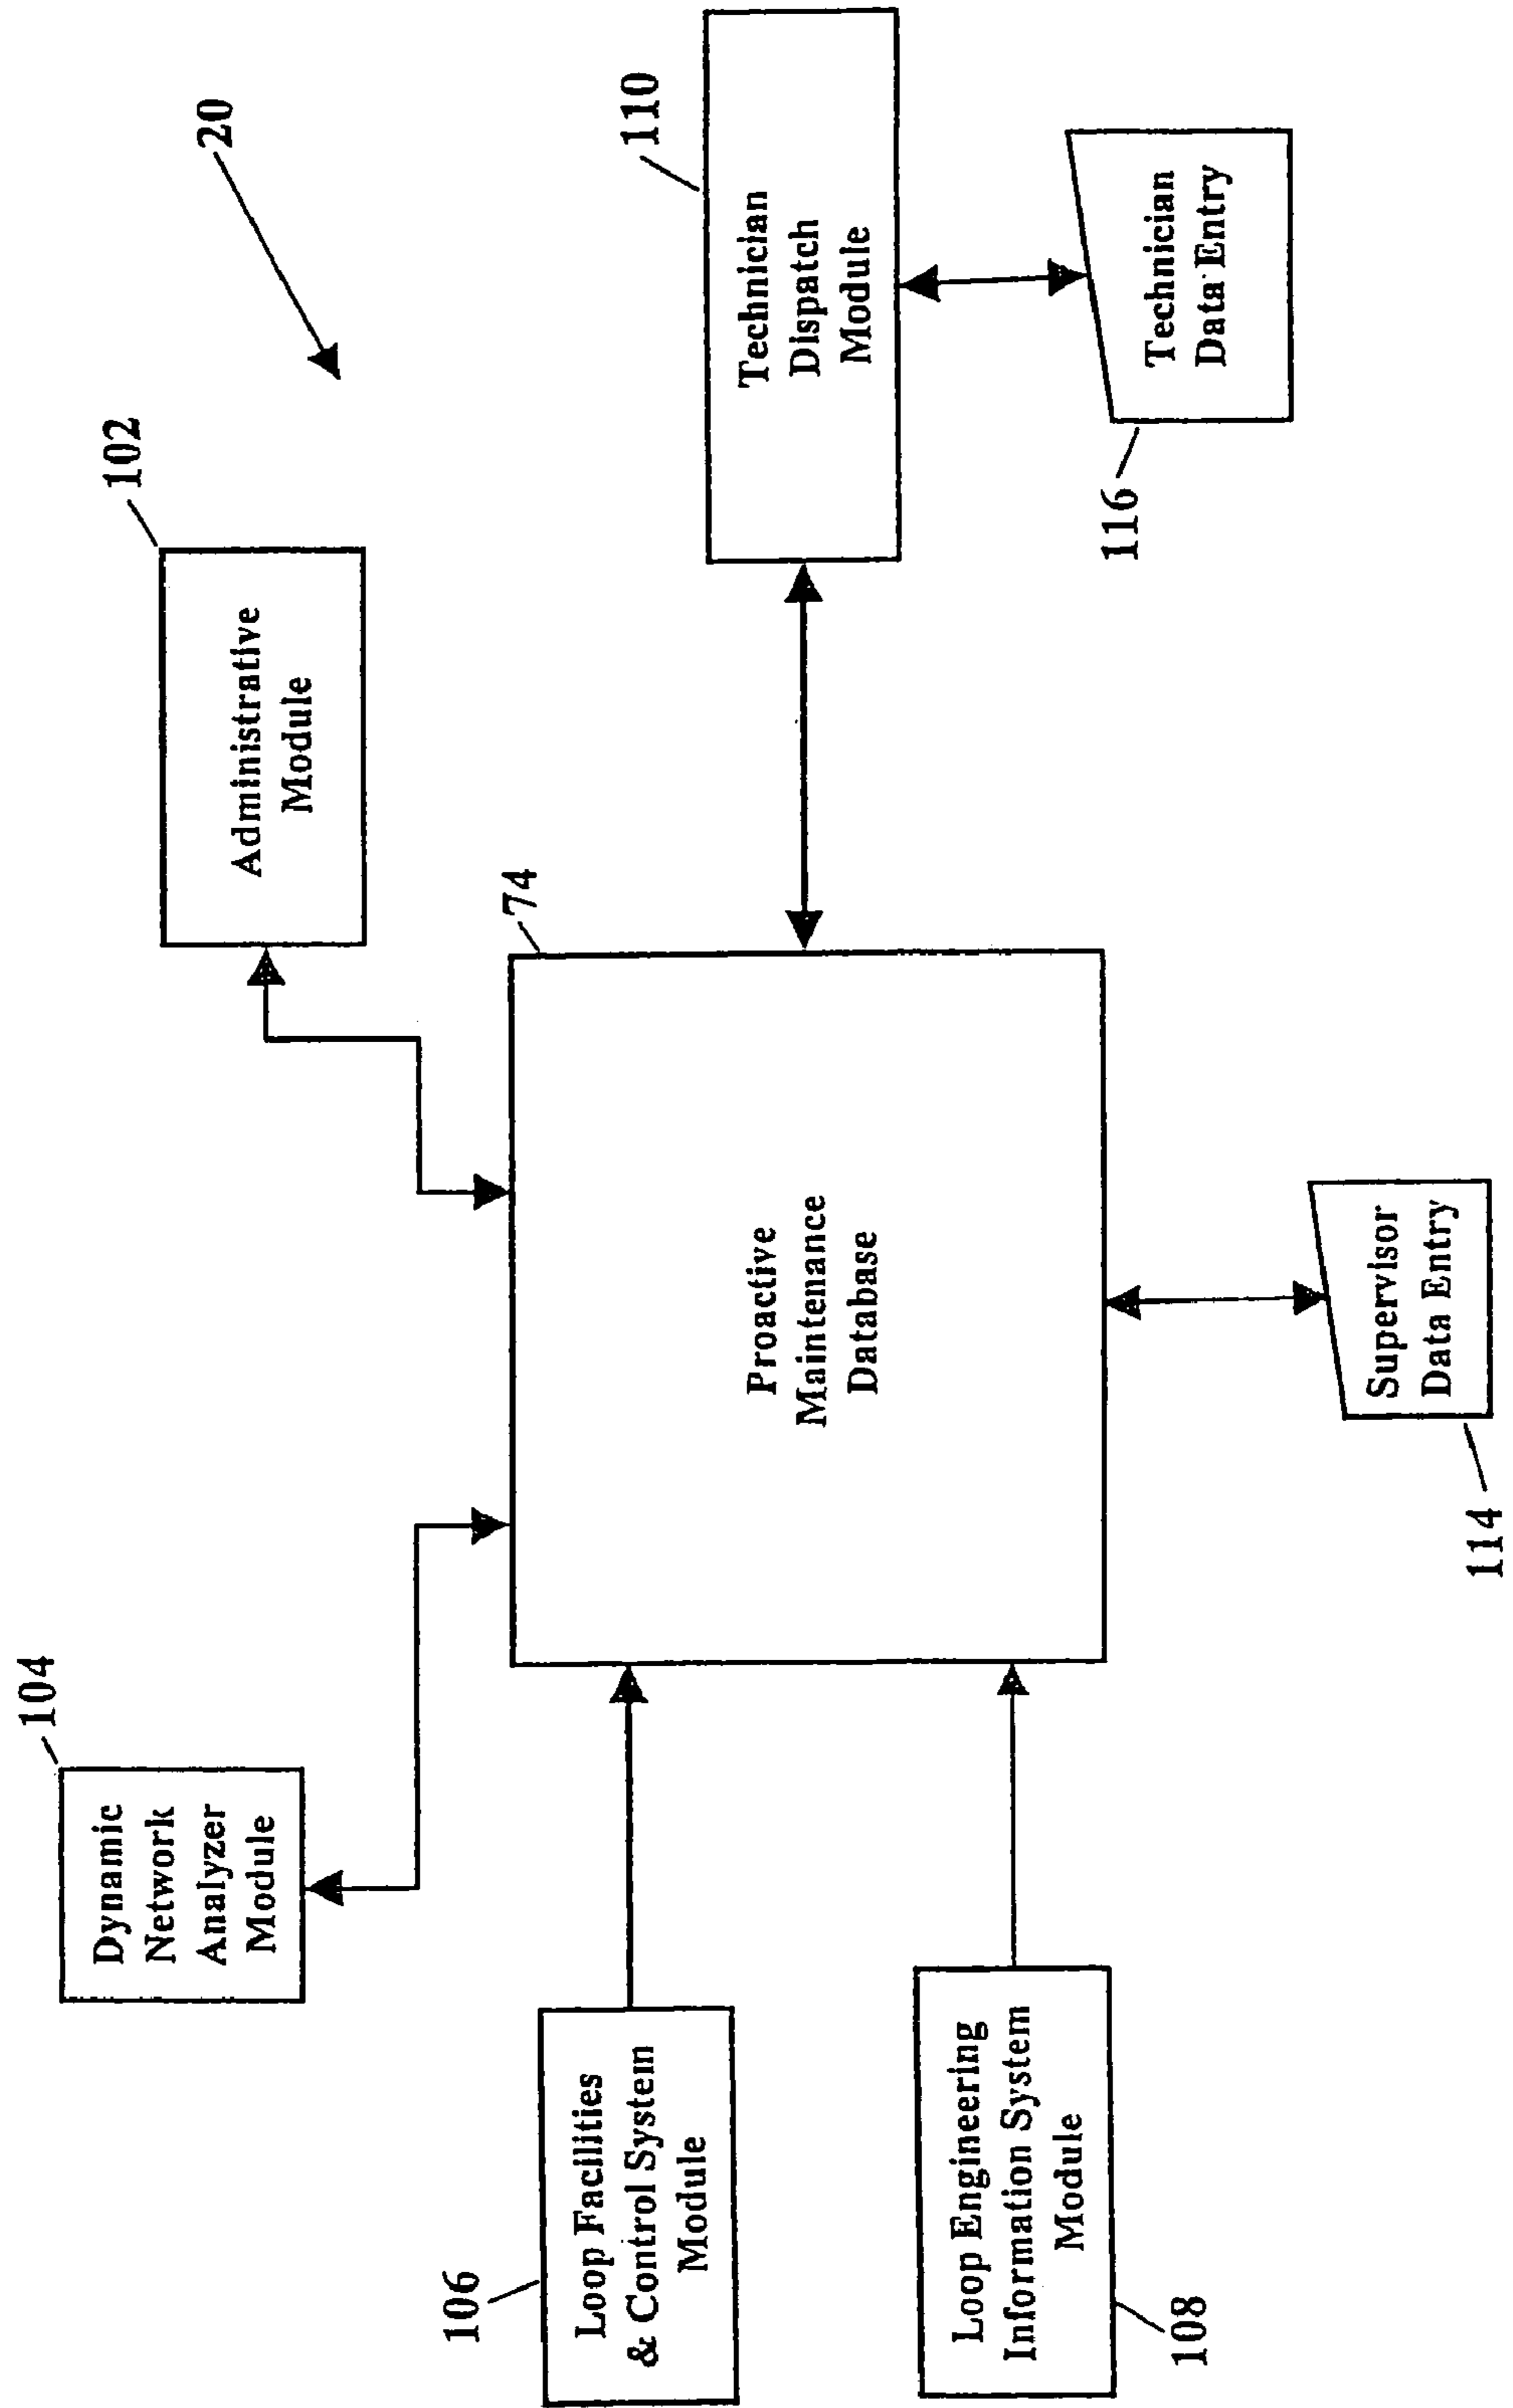 20
104
Dynamic
Network
Analyzer
Module
102
Administrative
Module
106
Loop Facilities
& Control System
Module
74
Proactive
Maintenance
Database
110
Technician
Dispatch
Module
108
Loop Engineering
Information System
Module
114
Supervisor
Data Entry
116
Technician
Data Entry